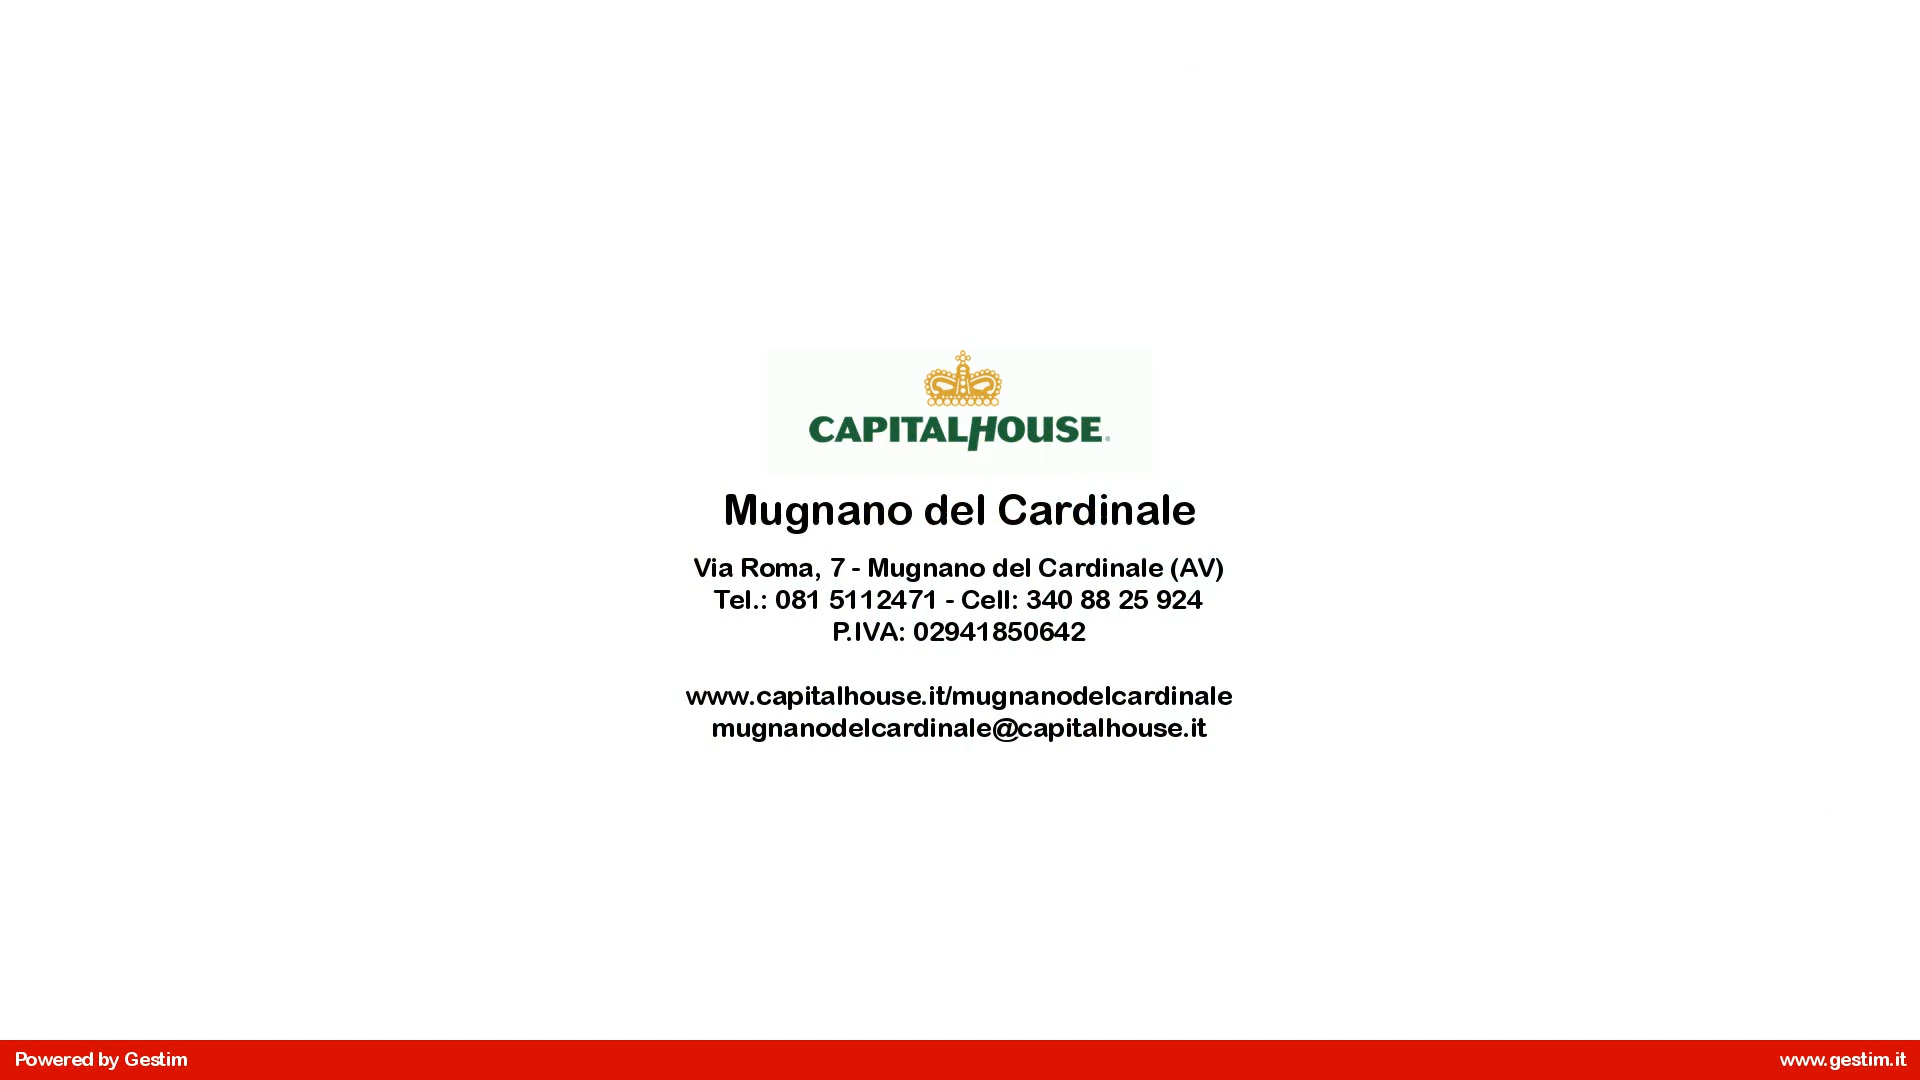 CAPITALHOUSE
Mugnano del Cardinale
Via Roma, 7 - Mugnano del Cardinale (AV)
Tel.: 081 5112471 - Cell: 340 88 25 924
P.IVA: 02941850642
www.capitalhouse.it/mugnanodelcardinale
mugnanodelcardinale@capitalhouse.it
Powered by Gestim
www.gestim.it